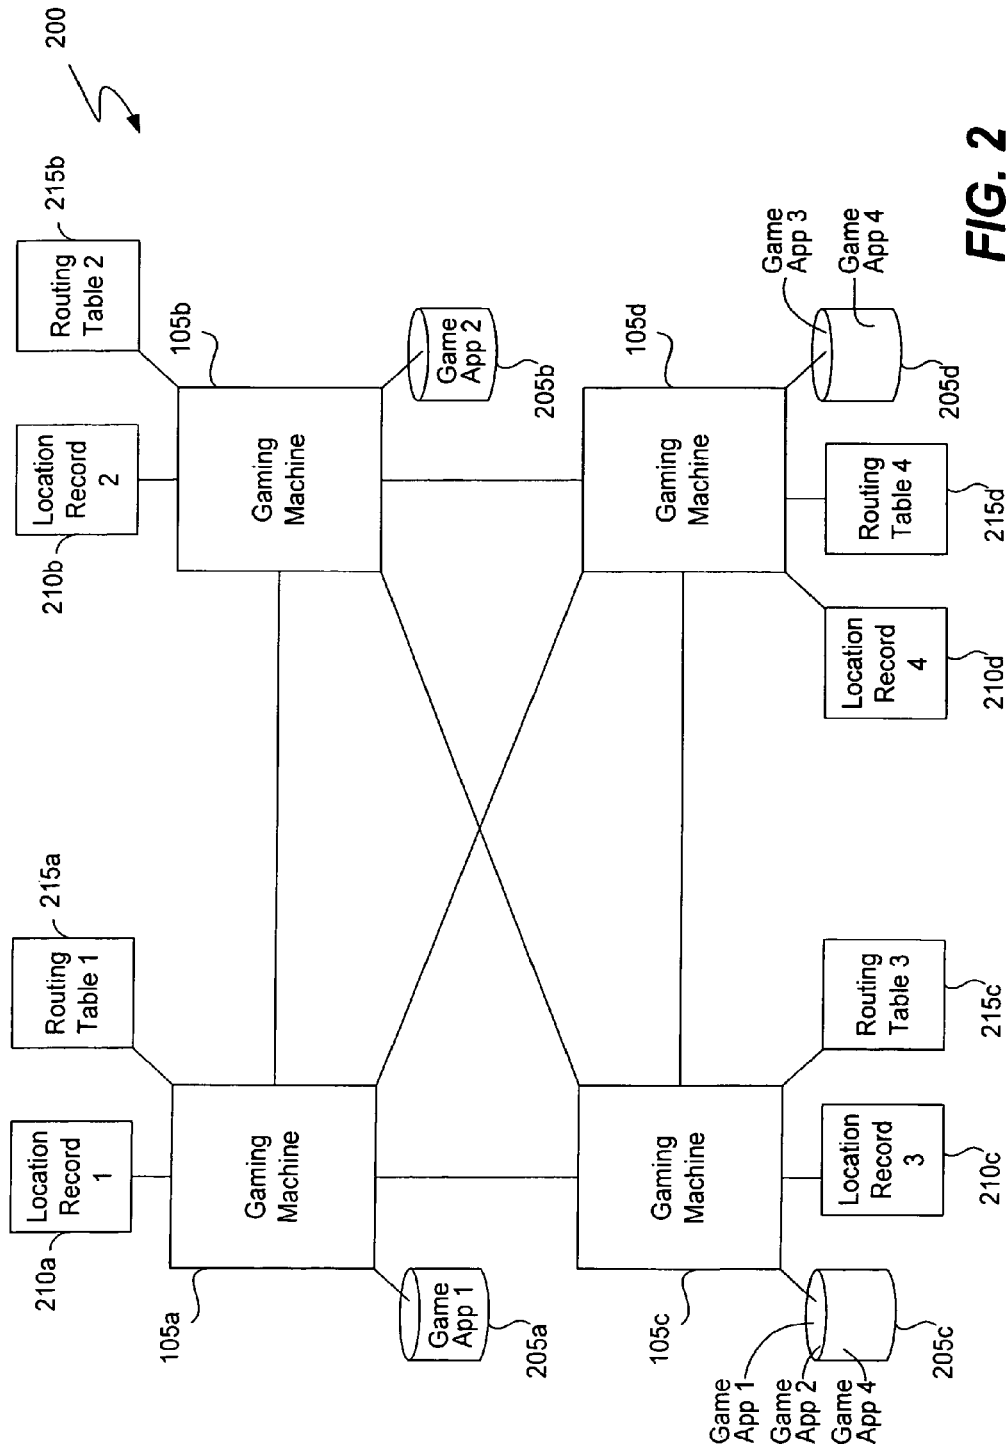 200
215b
Routing
Table 2
Location
Record
2
210b
105b
Gaming
Machine
Game
App 2
205b
215a
Routing
Table 1
Location
Record
1
210a
105a
Gaming
Machine
Game
App 1
205a
105d
Gaming
Machine
Game
App 3
Game
App 4
205d
Routing
Table 4
215d
Location
Record
4
210d
105c
Gaming
Machine
Routing
Table 3
215c
Location
Record
3
210c
Game
App 1
Game
App 2
Game
App 4
205c
FIG. 2